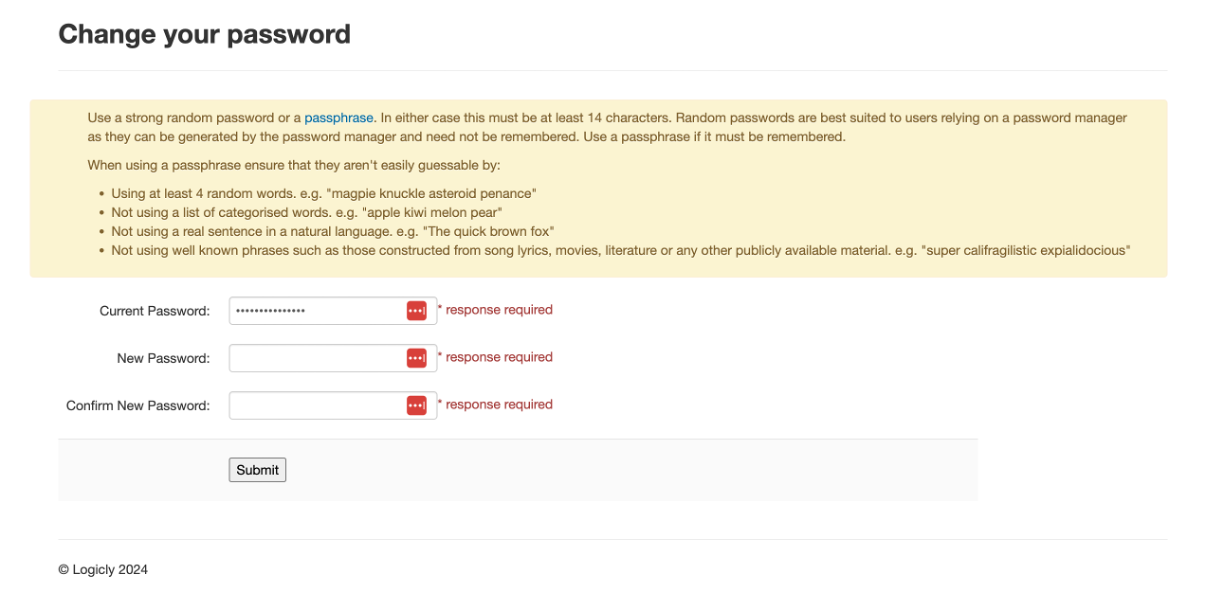 Change your password
Use a strong random password or a passphrase. In either case this must be at least 14 characters. Random passwords are best suited to users relying on a password manager
as they can be generated by the password manager and need not be remembered. Use a passphrase if it must be remembered.
When using a passphrase ensure that they aren't easily guessable by:
• Using at least 4 random words. e.g. "magpie knuckle asteroid penance"
• Not using a list of categorised words. e.g. "apple kiwi melon pear"
• Not using a real sentence in a natural language. e.g. "The quick brown fox"
• Not using well known phrases such as those constructed from song lyrics, movies, literature or any other publicly available material. e.g. "super califragilistic expialidocious"
Current Password: ••••••••••••••• * response required
New Password: * response required
Confirm New Password: * response required
Submit
© Logicly 2024